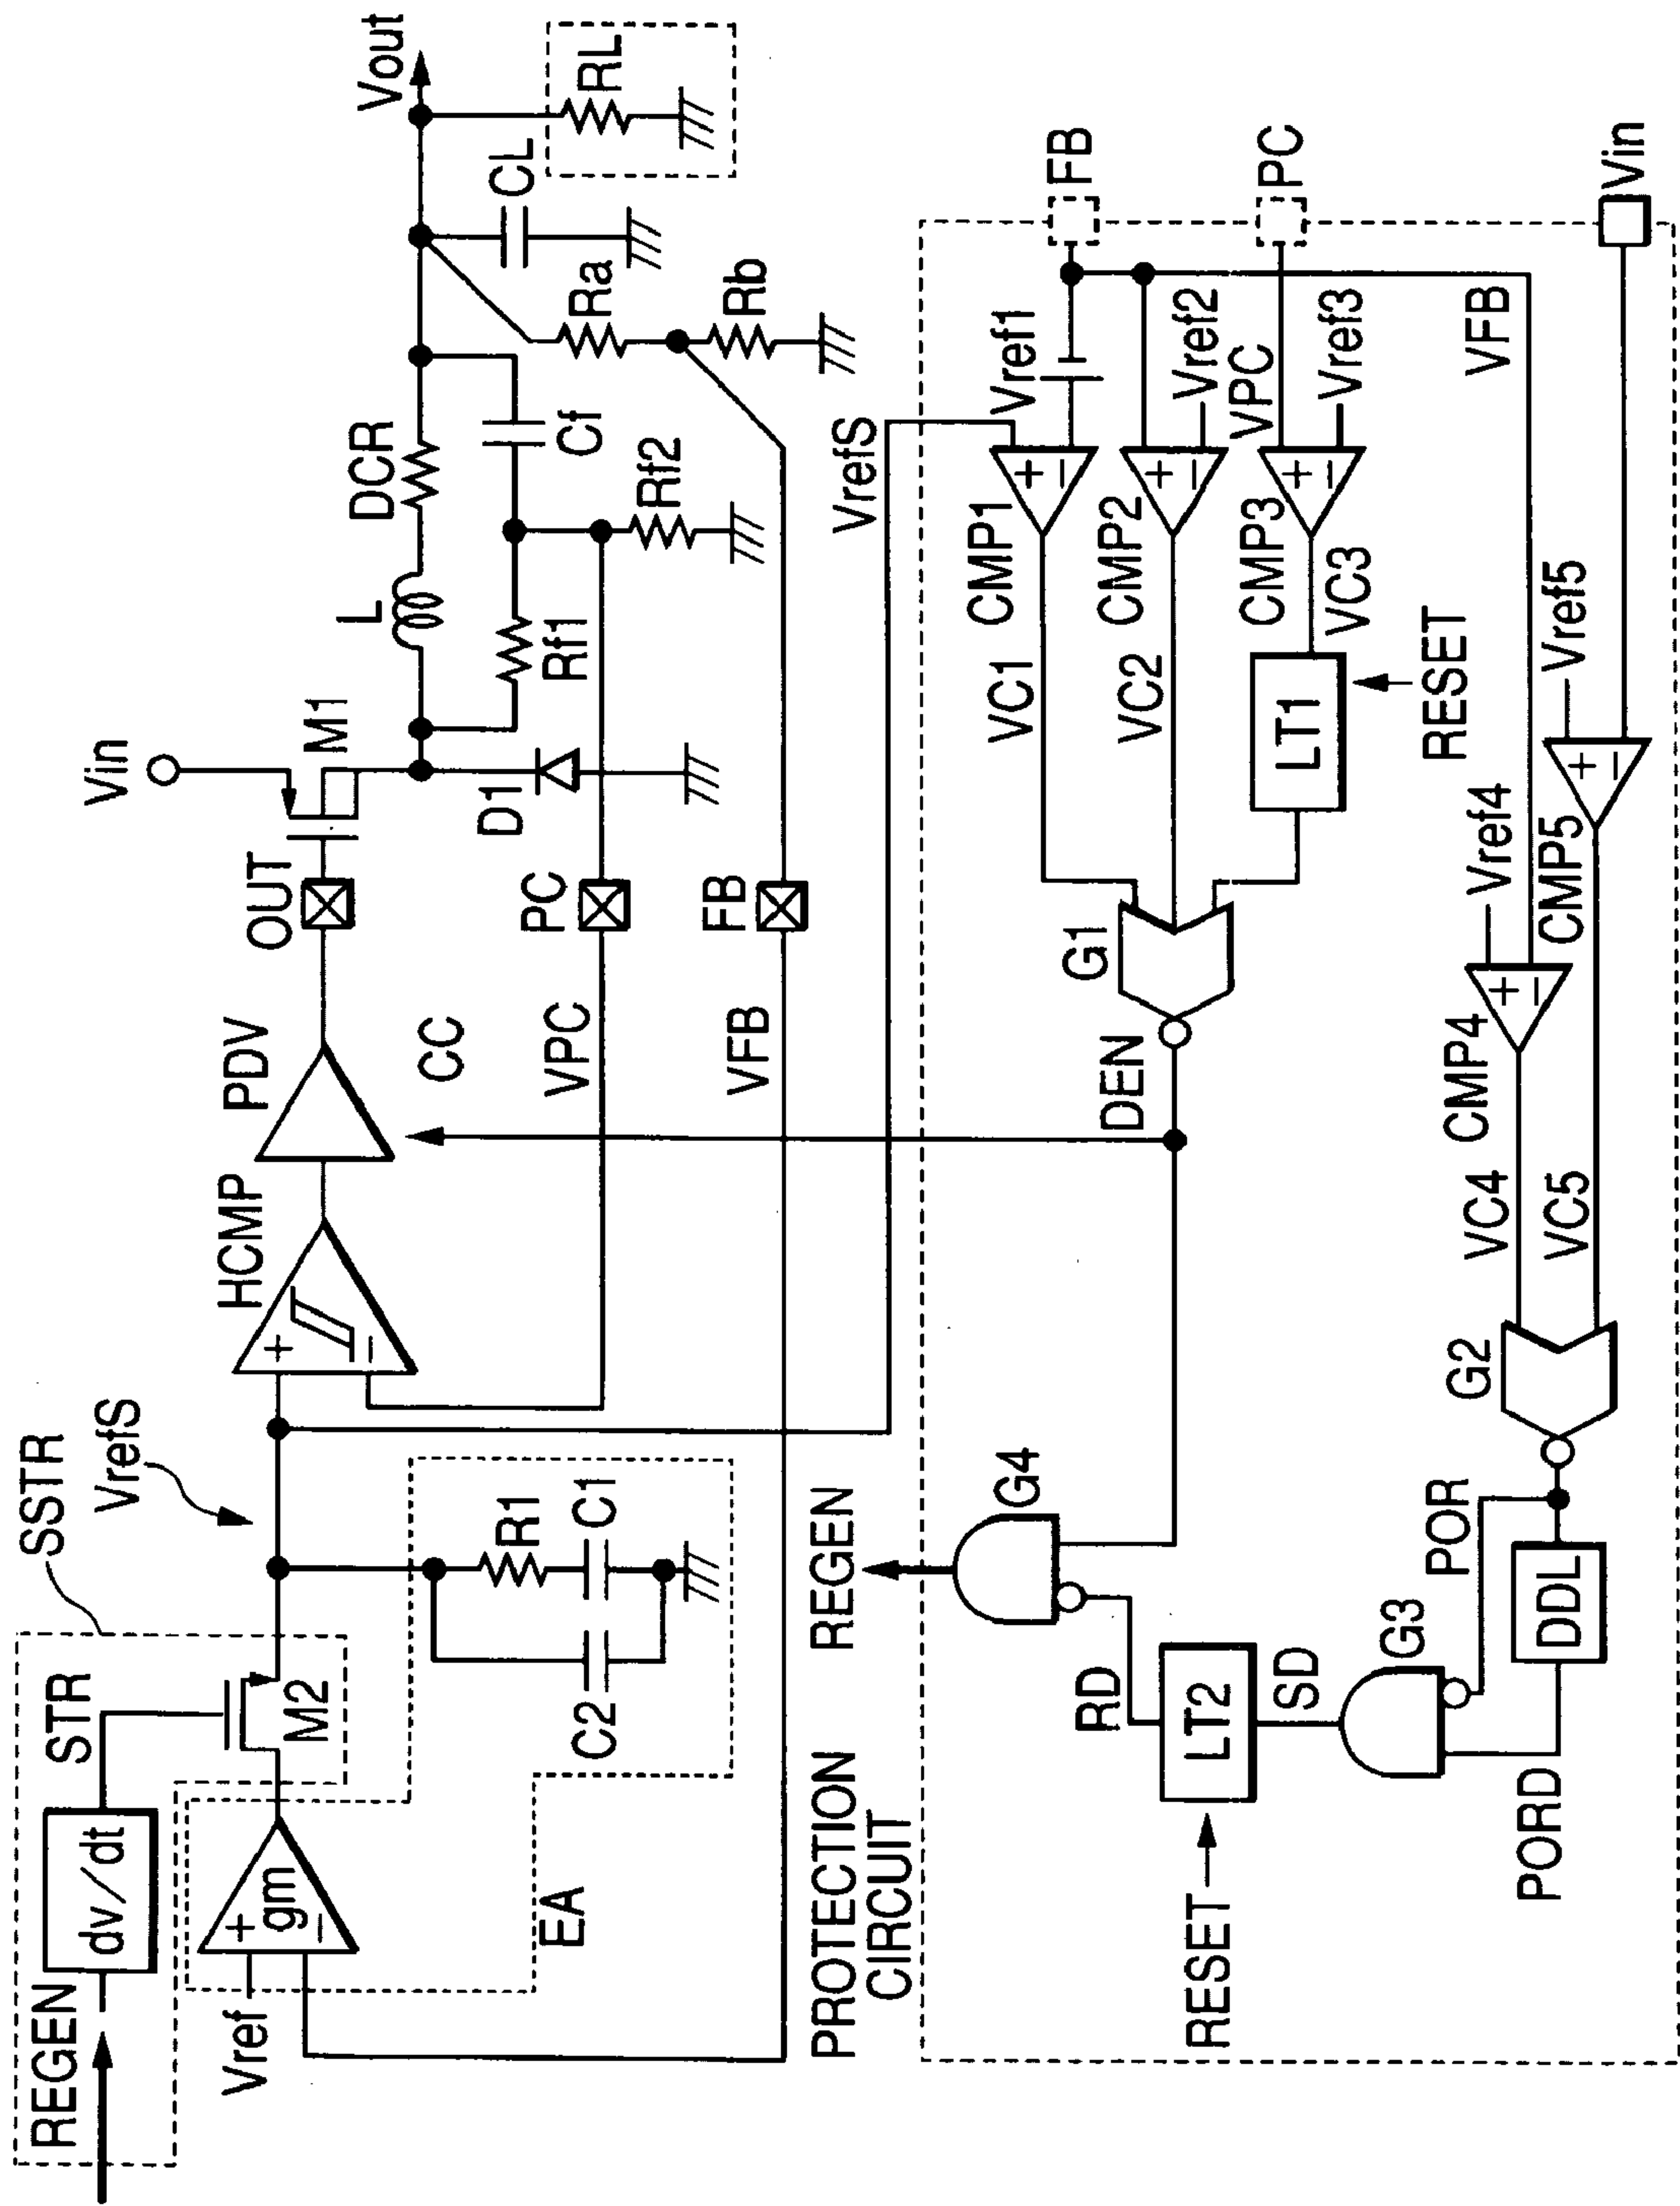 REGEN
dv/dt
STR
SSTR
VrefS
Vref
+
gm
−
M2
EA
R1
C1
C2
HCMP
+
−
PDV
CC
OUT
Vin
M1
D1
L
DCR
Rf1
Cf
Rf2
Ra
Rb
CL
RL
Vout
PC
VPC
FB
VFB
VrefS
PROTECTION
CIRCUIT
REGEN
G4
RD
LT2
RESET
SD
G3
POR
PORD
DDL
G2
DEN
G1
VC1
VC2
VC3
LT1
RESET
CMP1
+
−
Vref1
CMP2
+
−
Vref2
VPC
CMP3
+
−
Vref3
FB
PC
VFB
VC4
CMP4
+
−
Vref4
VC5
CMP5
+
−
Vref5
Vin